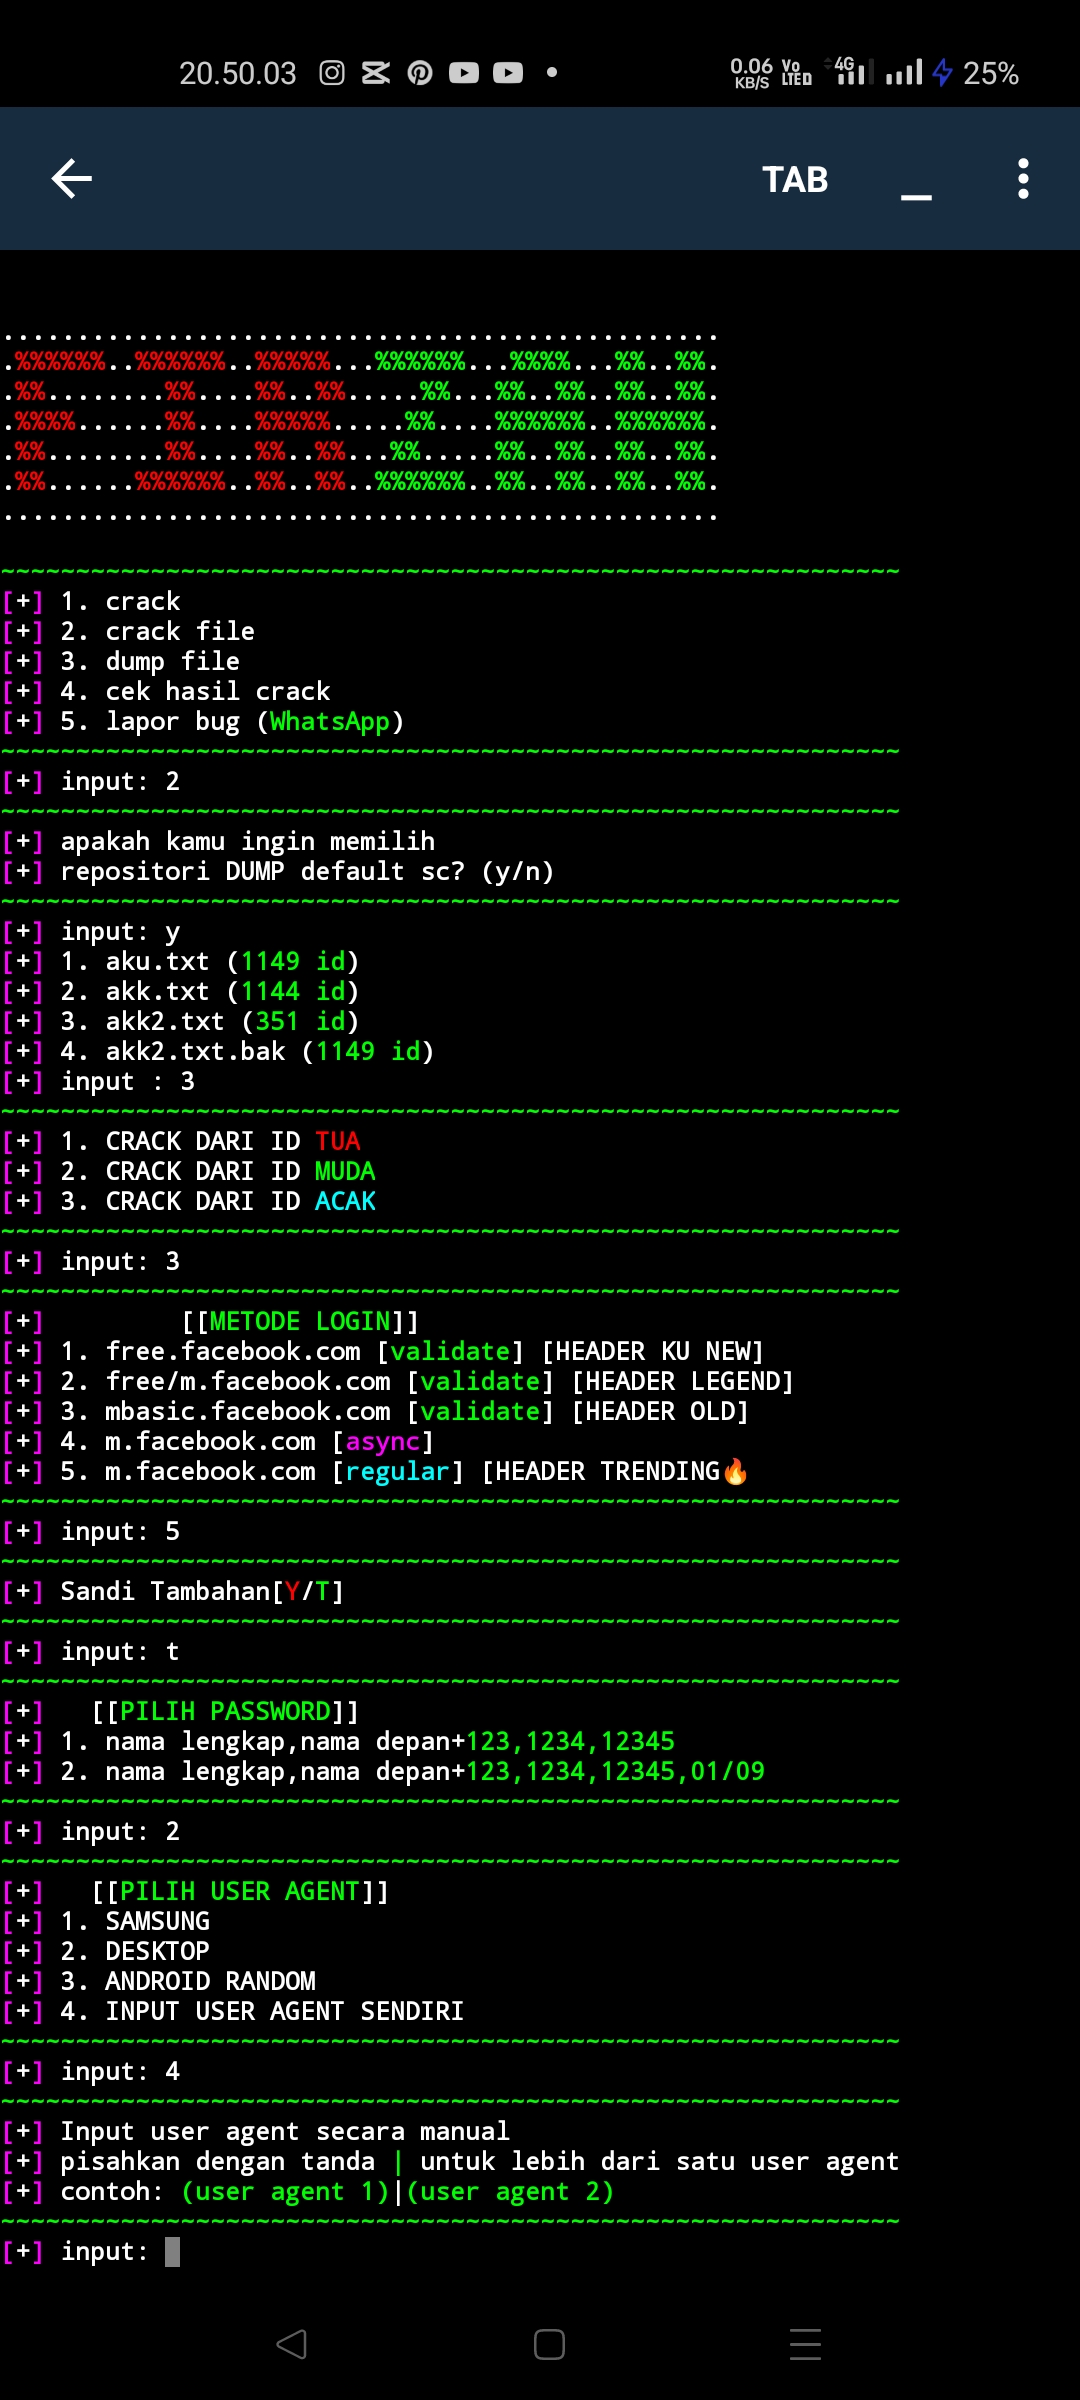 20.50.03 0.06 KB/S Vo LTE 4G 25%
TAB
................................................
.%%%%%%..%%%%%%..%%%%%...%%%%%%...%%%%...%%..%%.
.%%........%%....%%..%%.....%%...%%..%%..%%..%%.
.%%%%......%%....%%%%%.....%%....%%%%%%..%%%%%%.
.%%........%%....%%..%%...%%.....%%..%%..%%..%%.
.%%......%%%%%%..%%..%%..%%%%%%..%%..%%..%%..%%.
................................................
~~~~~~~~~~~~~~~~~~~~~~~~~~~~~~~~~~~~~~~~~~~~~~~~~~~~~~~~~~~~
[+] 1. crack
[+] 2. crack file
[+] 3. dump file
[+] 4. cek hasil crack
[+] 5. lapor bug (WhatsApp)
~~~~~~~~~~~~~~~~~~~~~~~~~~~~~~~~~~~~~~~~~~~~~~~~~~~~~~~~~~~~
[+] input: 2
~~~~~~~~~~~~~~~~~~~~~~~~~~~~~~~~~~~~~~~~~~~~~~~~~~~~~~~~~~~~
[+] apakah kamu ingin memilih
[+] repositori DUMP default sc? (y/n)
~~~~~~~~~~~~~~~~~~~~~~~~~~~~~~~~~~~~~~~~~~~~~~~~~~~~~~~~~~~~
[+] input: y
[+] 1. aku.txt (1149 id)
[+] 2. akk.txt (1144 id)
[+] 3. akk2.txt (351 id)
[+] 4. akk2.txt.bak (1149 id)
[+] input : 3
~~~~~~~~~~~~~~~~~~~~~~~~~~~~~~~~~~~~~~~~~~~~~~~~~~~~~~~~~~~~
[+] 1. CRACK DARI ID TUA
[+] 2. CRACK DARI ID MUDA
[+] 3. CRACK DARI ID ACAK
~~~~~~~~~~~~~~~~~~~~~~~~~~~~~~~~~~~~~~~~~~~~~~~~~~~~~~~~~~~~
[+] input: 3
~~~~~~~~~~~~~~~~~~~~~~~~~~~~~~~~~~~~~~~~~~~~~~~~~~~~~~~~~~~~
[+] [[METODE LOGIN]]
[+] 1. free.facebook.com [validate] [HEADER KU NEW]
[+] 2. free/m.facebook.com [validate] [HEADER LEGEND]
[+] 3. mbasic.facebook.com [validate] [HEADER OLD]
[+] 4. m.facebook.com [async]
[+] 5. m.facebook.com [regular] [HEADER TRENDING🔥
~~~~~~~~~~~~~~~~~~~~~~~~~~~~~~~~~~~~~~~~~~~~~~~~~~~~~~~~~~~~
[+] input: 5
~~~~~~~~~~~~~~~~~~~~~~~~~~~~~~~~~~~~~~~~~~~~~~~~~~~~~~~~~~~~
[+] Sandi Tambahan[Y/T]
~~~~~~~~~~~~~~~~~~~~~~~~~~~~~~~~~~~~~~~~~~~~~~~~~~~~~~~~~~~~
[+] input: t
~~~~~~~~~~~~~~~~~~~~~~~~~~~~~~~~~~~~~~~~~~~~~~~~~~~~~~~~~~~~
[+] [[PILIH PASSWORD]]
[+] 1. nama lengkap,nama depan+123,1234,12345
[+] 2. nama lengkap,nama depan+123,1234,12345,01/09
~~~~~~~~~~~~~~~~~~~~~~~~~~~~~~~~~~~~~~~~~~~~~~~~~~~~~~~~~~~~
[+] input: 2
~~~~~~~~~~~~~~~~~~~~~~~~~~~~~~~~~~~~~~~~~~~~~~~~~~~~~~~~~~~~
[+] [[PILIH USER AGENT]]
[+] 1. SAMSUNG
[+] 2. DESKTOP
[+] 3. ANDROID RANDOM
[+] 4. INPUT USER AGENT SENDIRI
~~~~~~~~~~~~~~~~~~~~~~~~~~~~~~~~~~~~~~~~~~~~~~~~~~~~~~~~~~~~
[+] input: 4
~~~~~~~~~~~~~~~~~~~~~~~~~~~~~~~~~~~~~~~~~~~~~~~~~~~~~~~~~~~~
[+] Input user agent secara manual
[+] pisahkan dengan tanda | untuk lebih dari satu user agent
[+] contoh: (user agent 1)|(user agent 2)
~~~~~~~~~~~~~~~~~~~~~~~~~~~~~~~~~~~~~~~~~~~~~~~~~~~~~~~~~~~~
[+] input: